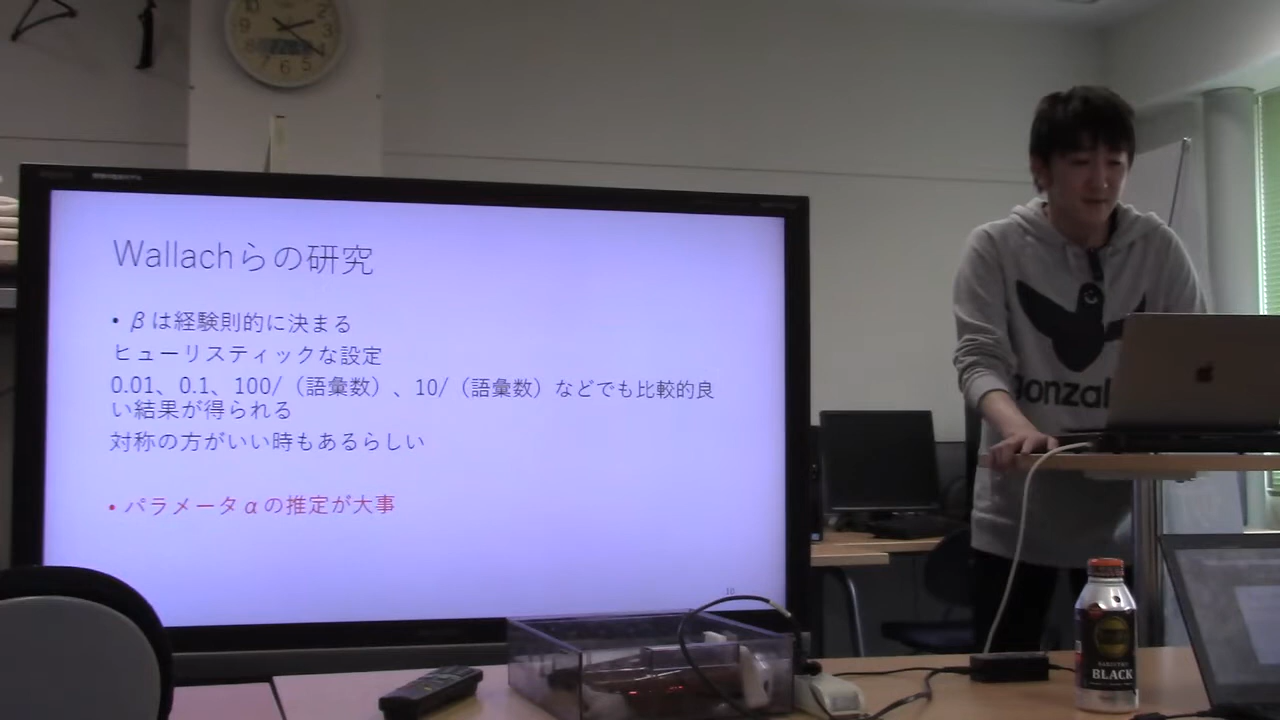 Wallachらの研究
• βは経験則的に決まる
ヒューリスティックな設定
0.01、0.1、100/（語彙数）、10/（語彙数）などでも比較的良
い結果が得られる
対称の方がいい時もあるらしい
• パラメータαの推定が大事
10
gonzal
BLACK